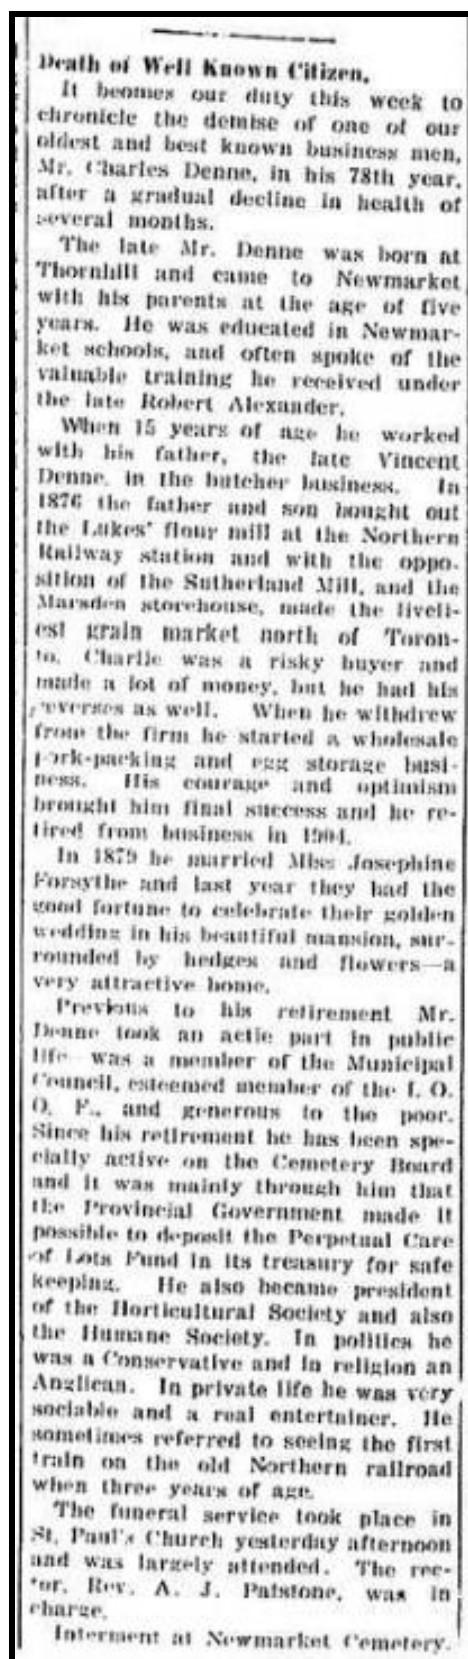 Death of Well Known Citizen.
It beomes our duty this week to
chronicle the demise of one of our
oldest and best known business men,
Mr. Charles Denne, in his 78th year,
after a gradual decline in health of
several months.
The late Mr. Denne was born at
Thornhill and came to Newmarket
with his parents at the age of five
years. He was educated in Newmar-
ket schools, and often spoke of the
valuable training he received under
the late Robert Alexander.
When 15 years of age he worked
with his father, the late Vincent
Denne, in the butcher business. In
1876 the father and son bought out
the Lukes' flour mill at the Northern
Railway station and with the oppo-
sition of the Sutherland Mill, and the
Marsden storehouse, made the liveli-
est grain market north of Toron-
to. Charlie was a risky buyer and
made a lot of money, but he had his
reverses as well. When he withdrew
from the firm he started a wholesale
pork-packing and egg storage busi-
ness. His courage and optimism
brought him final success and he re-
tired from business in 1904.
In 1879 he married Miss Josephine
Forsythe and last year they had the
good fortune to celebrate their golden
wedding in his beautiful mansion, sur-
rounded by hedges and flowers—a
very attractive home.
Previous to his retirement Mr.
Denne took an actie part in public
life—was a member of the Municipal
Council, esteemed member of the I. O.
O. F., and generous to the poor.
Since his retirement he has been spe-
cially active on the Cemetery Board
and it was mainly through him that
the Provincial Government made it
possible to deposit the Perpetual Care
of Lots Fund in its treasury for safe
keeping. He also became president
of the Horticultural Society and also
the Humane Society. In politics he
was a Conservative and in religion an
Anglican. In private life he was very
sociable and a real entertainer. He
sometimes referred to seeing the first
train on the old Northern railroad
when three years of age.
The funeral service took place in
St. Paul's Church yesterday afternoon
and was largely attended. The rec-
tor, Rev. A. J. Patstone, was in
charge.
Interment at Newmarket Cemetery.